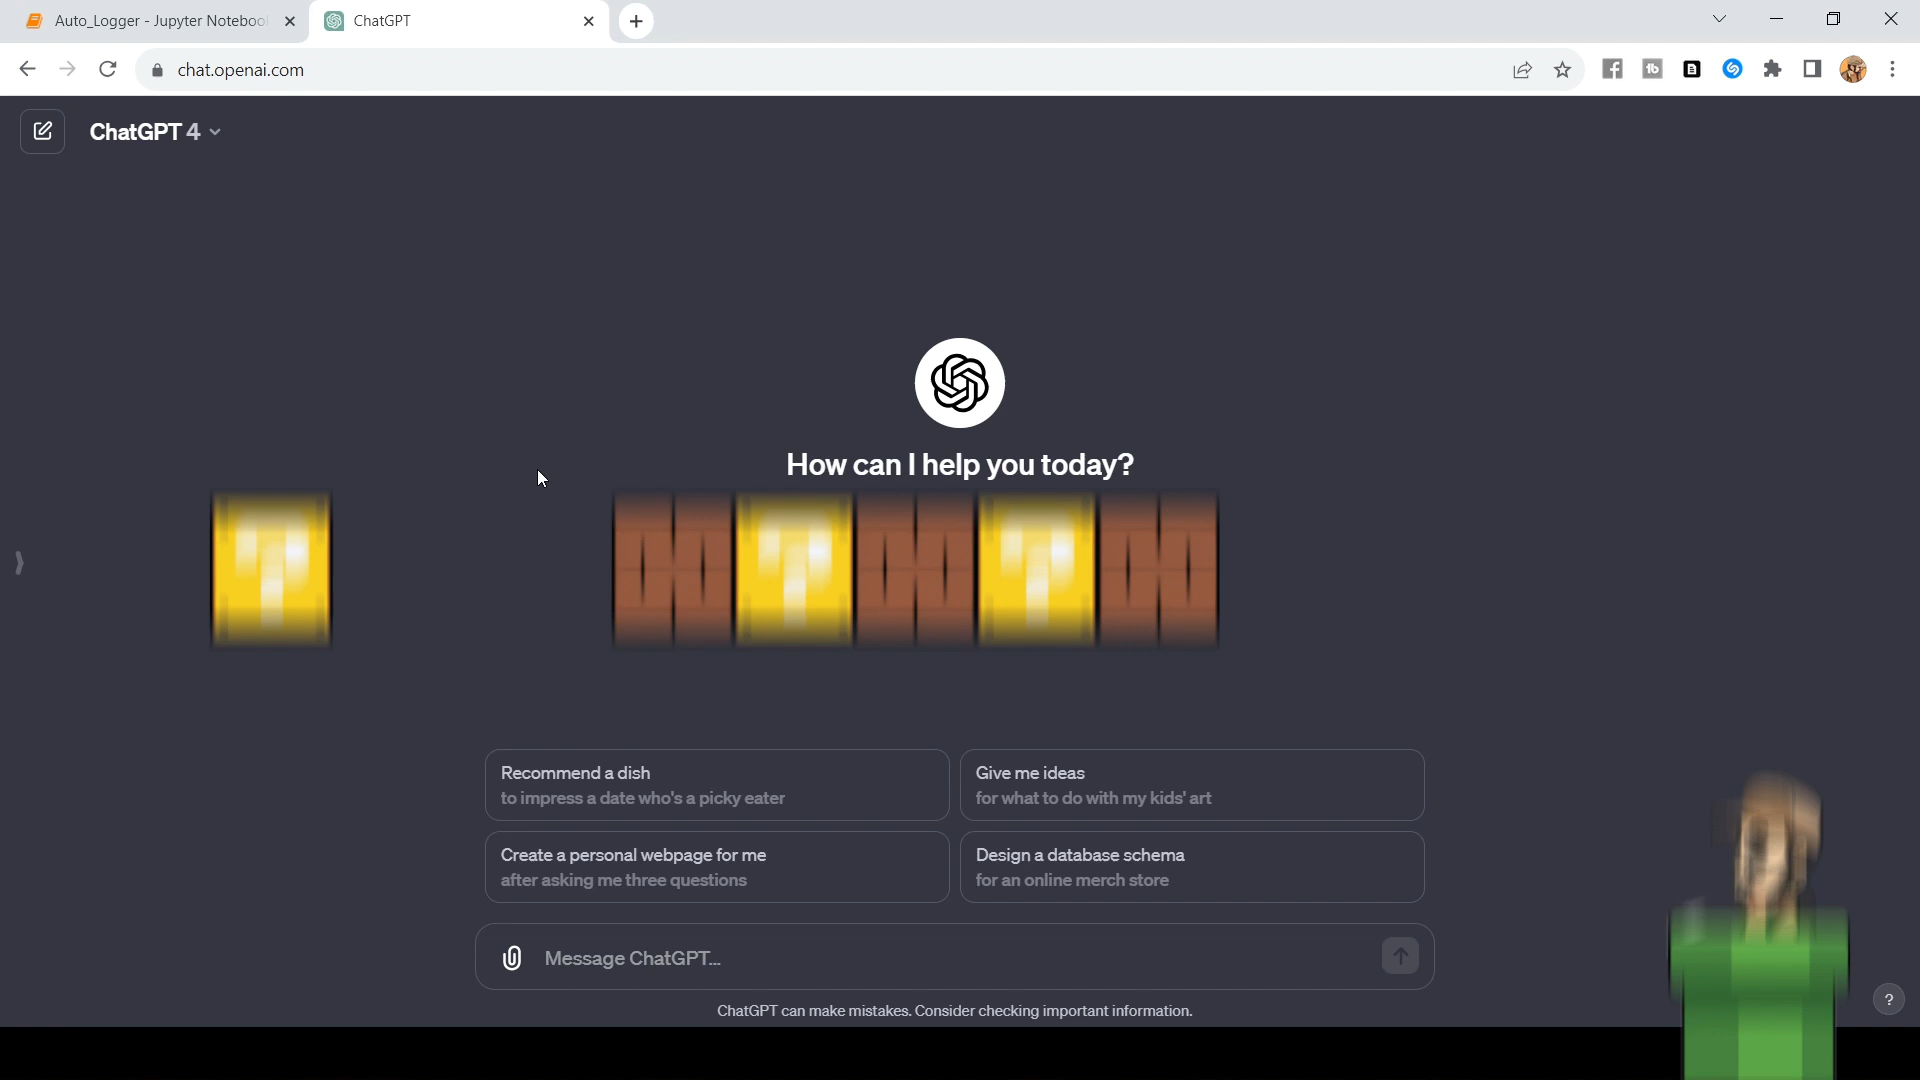 Auto_Logger - Jupyter Noteboo
ChatGPT
chat.openai.com
ChatGPT 4
How can I help you today?
? ? ?
Recommend a dish
to impress a date who's a picky eater
Give me ideas
for what to do with my kids' art
Create a personal webpage for me
after asking me three questions
Design a database schema
for an online merch store
Message ChatGPT...
ChatGPT can make mistakes. Consider checking important information.
?